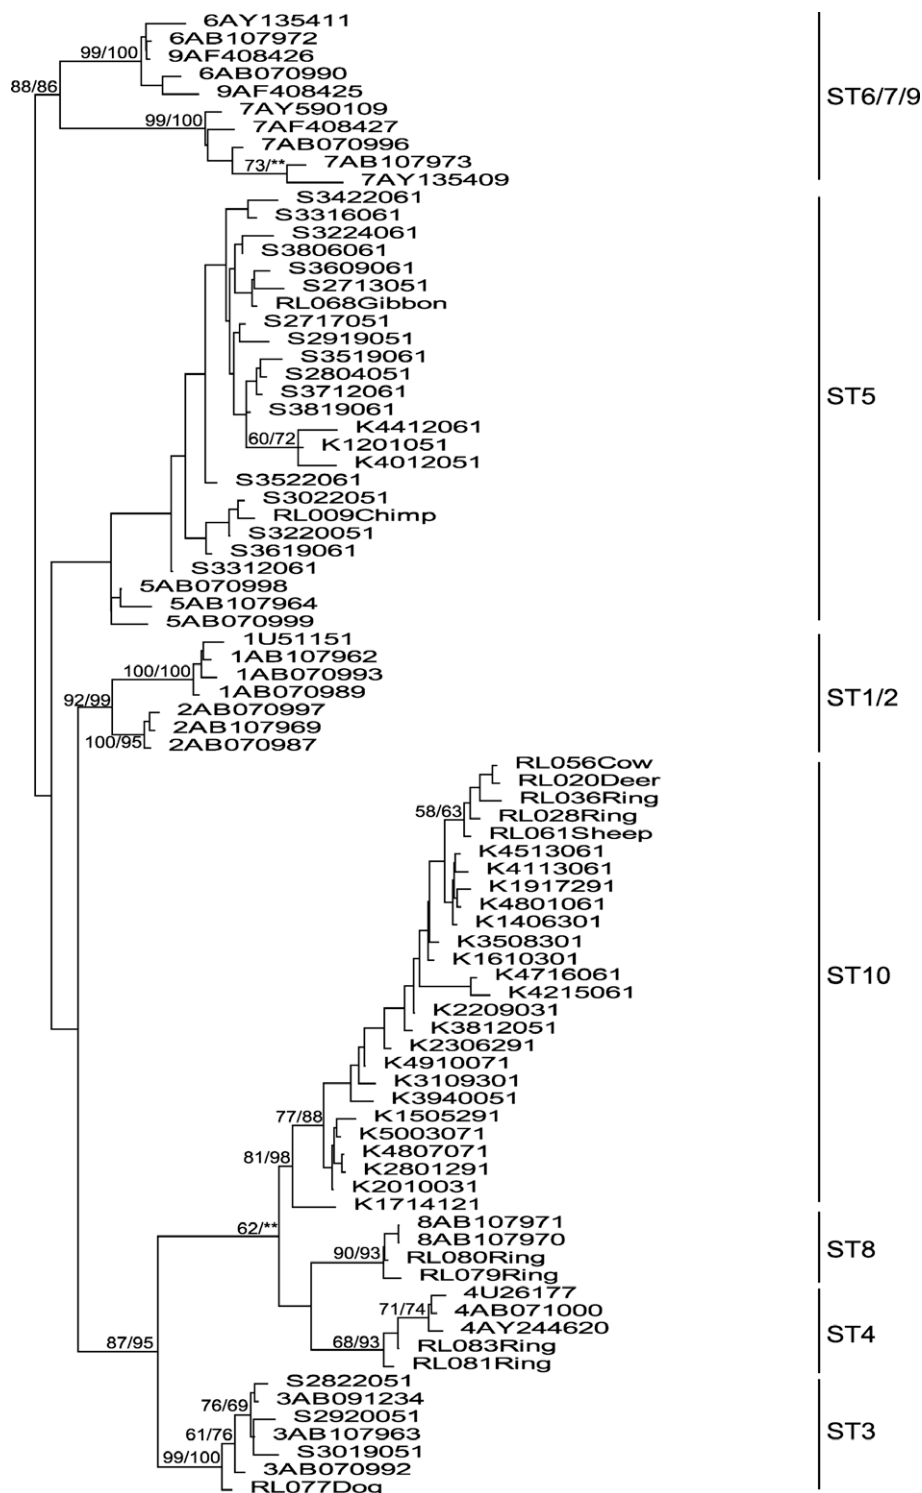 6AY135411
6AB107972
99/100
9AF408426
6AB070990
88/86
9AF408425
ST6/7/9
7AY590109
99/100
7AF408427
7AB070996
73/**
7AB107973
7AY135409
S3422061
S3316061
S3224061
S3806061
S3609061
S2713051
RL068Gibbon
S2717051
S2919051
S3519061
S2804051
S3712061
ST5
S3819061
K4412061
60/72
K1201051
K4012051
S3522061
S3022051
RL009Chimp
S3220051
S3619061
S3312061
5AB070998
5AB107964
5AB070999
1U51151
1AB107962
100/100
1AB070993
1AB070989
92/99
ST1/2
2AB070997
2AB107969
100/95
2AB070987
RL056Cow
RL020Deer
RL036Ring
58/63
RL028Ring
RL061Sheep
K4513061
K4113061
K1917291
K4801061
K1406301
K3508301
K1610301
K4716061
ST10
K4215061
K2209031
K3812051
K2306291
K4910071
K3109301
K3940051
77/88
K1505291
K5003071
K4807071
81/98
K2801291
K2010031
K1714121
62/**
8AB107971
8AB107970
ST8
90/93
RL080Ring
RL079Ring
4U26177
71/74
4AB071000
4AY244620
ST4
87/95
68/93
RL083Ring
RL081Ring
S2822051
76/69
3AB091234
S2920051
ST3
61/76
3AB107963
S3019051
99/100
3AB070992
RL077Dog